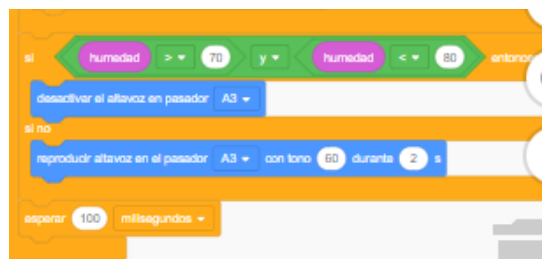 si humedad > 70 y humedad < 80 entonc
desactivar el altavoz en pasador A3
si no
reproducir altavoz en el pasador A3 con tono 60 durante 2 s
esperar 100 milisegundos